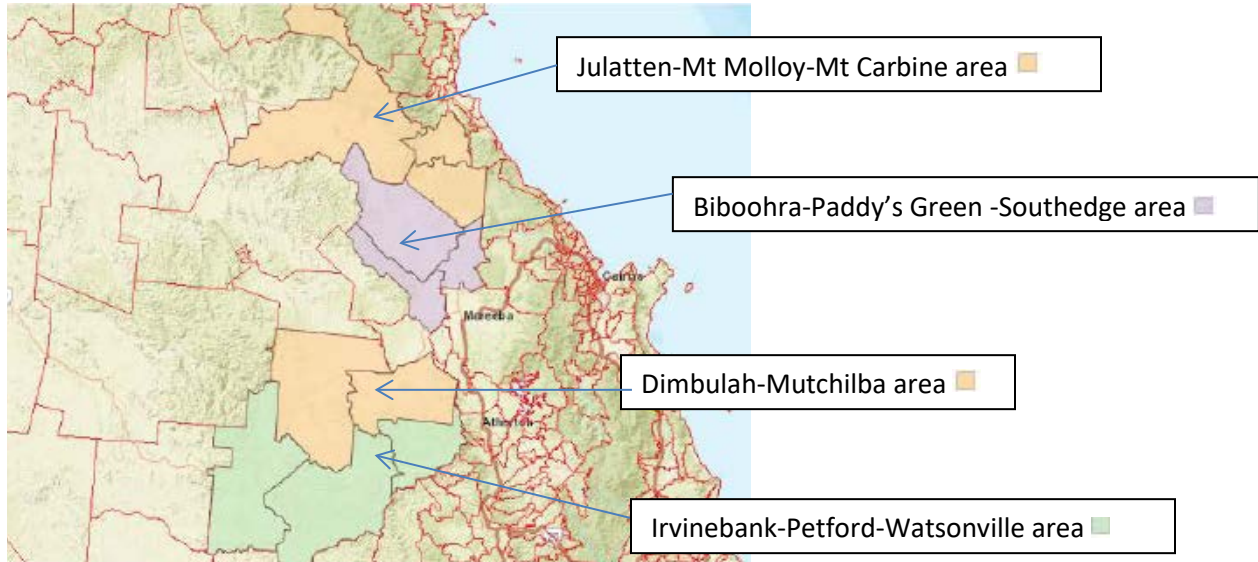 Julatten-Mt Molloy-Mt Carbine area
Biboohra-Paddy's Green -Southedge area
Cairns
Mareeba
Dimbulah-Mutchilba area
Atherton
Irvinebank-Petford-Watsonville area